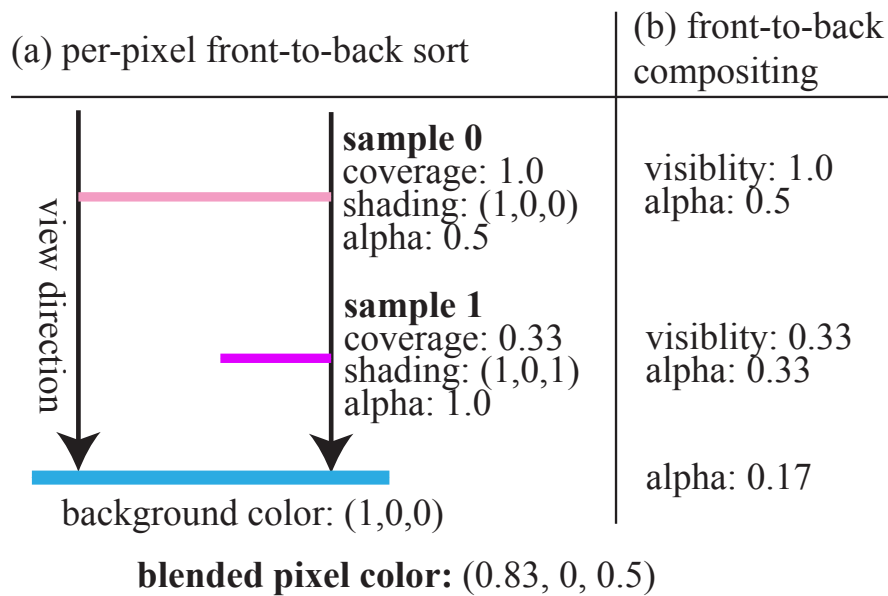 (a) per-pixel front-to-back sort
(b) front-to-back
compositing
view direction
sample 0
coverage: 1.0
shading: (1,0,0)
alpha: 0.5
visiblity: 1.0
alpha: 0.5
sample 1
coverage: 0.33
shading: (1,0,1)
alpha: 1.0
visiblity: 0.33
alpha: 0.33
alpha: 0.17
background color: (1,0,0)
blended pixel color: (0.83, 0, 0.5)